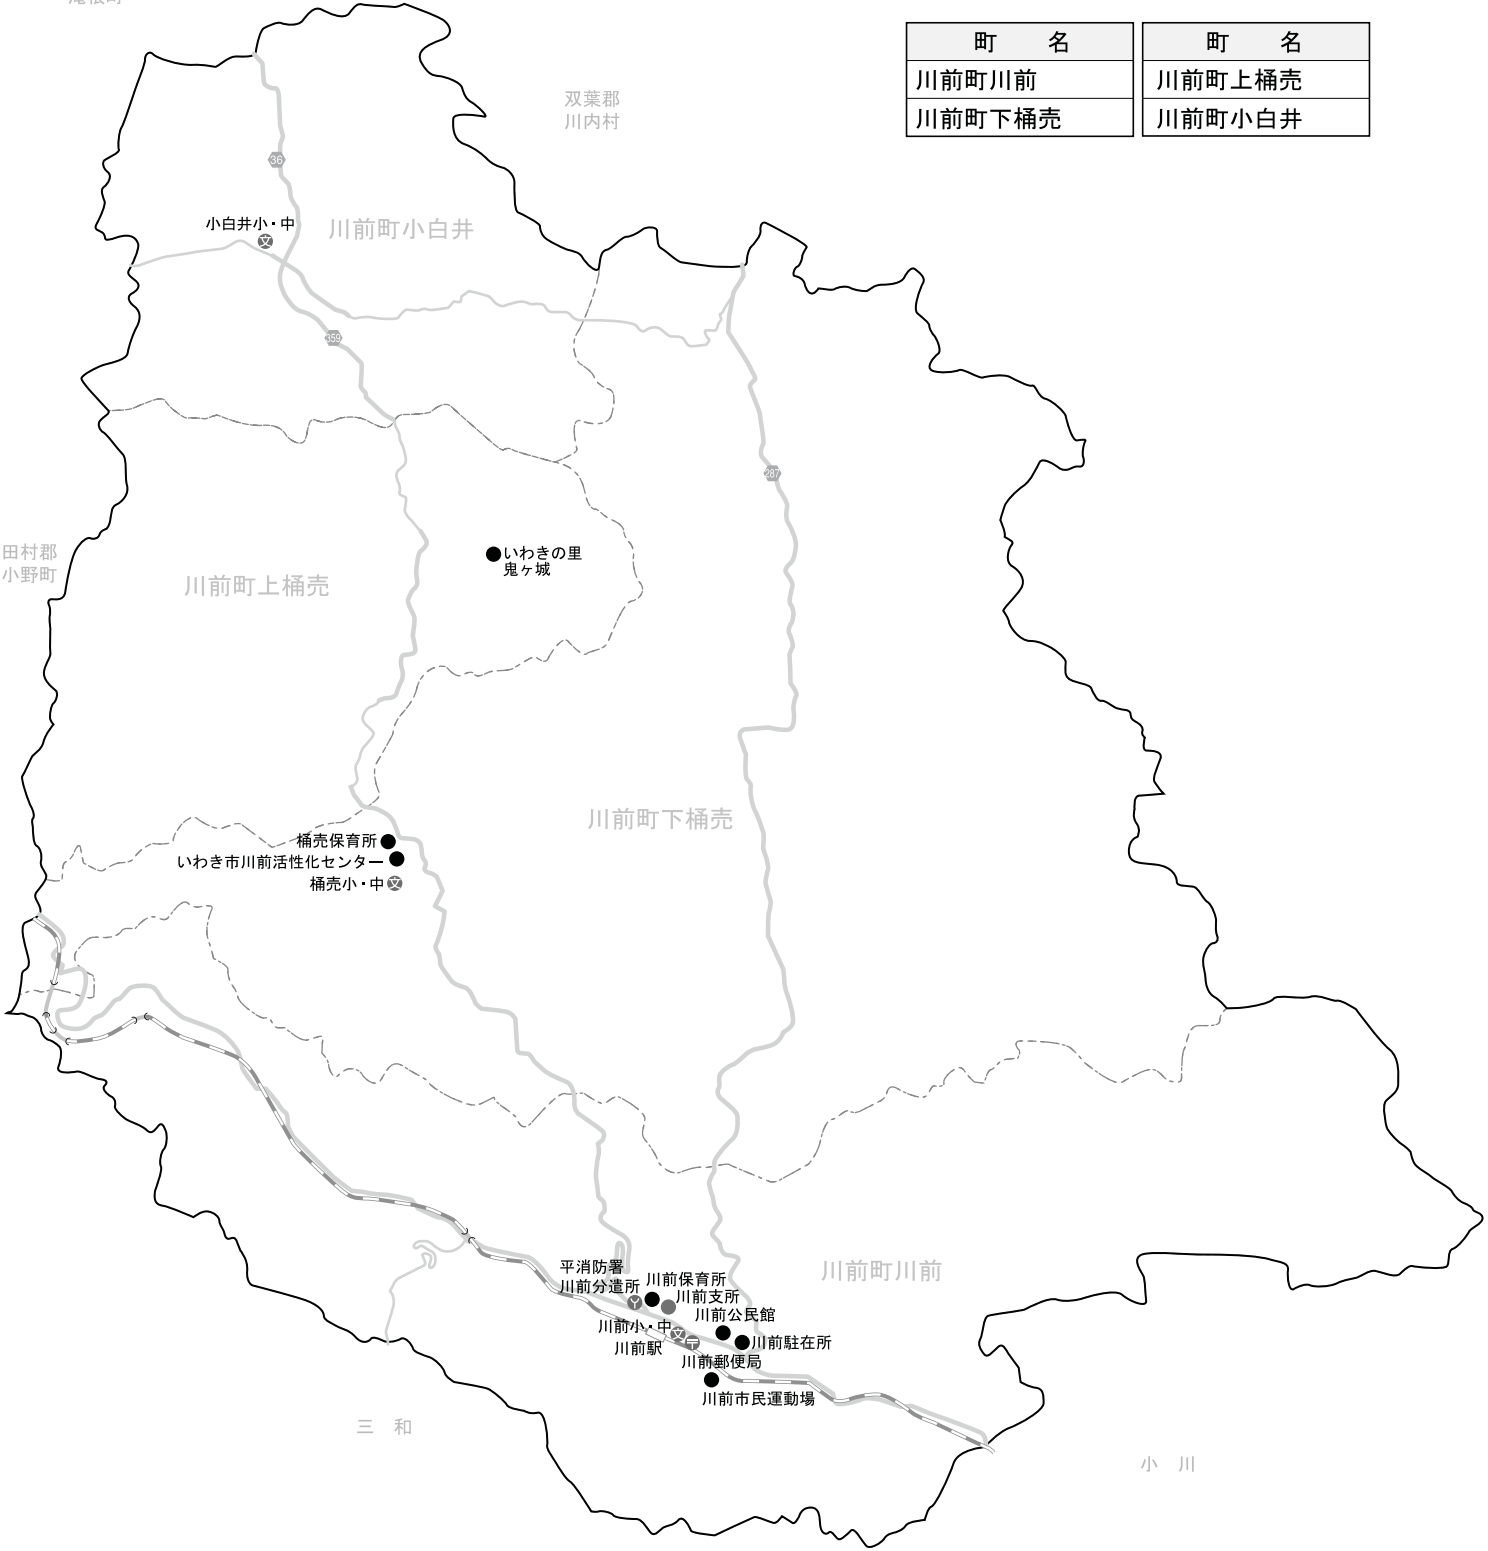 町　名
町　名
川前町川前
川前町上桶売
川前町下桶売
川前町小白井
双葉郡
川内村
36
小白井小・中
文
川前町小白井
359
287
田村郡
小野町
いわきの里
鬼ヶ城
川前町上桶売
川前町下桶売
桶売保育所
いわき市川前活性化センター
桶売小・中
文
平消防署
川前分遣所
川前保育所
川前支所
川前公民館
川前町川前
川前小・中
文
川前駅
〒
川前駐在所
川前郵便局
川前市民運動場
三　和
小　川